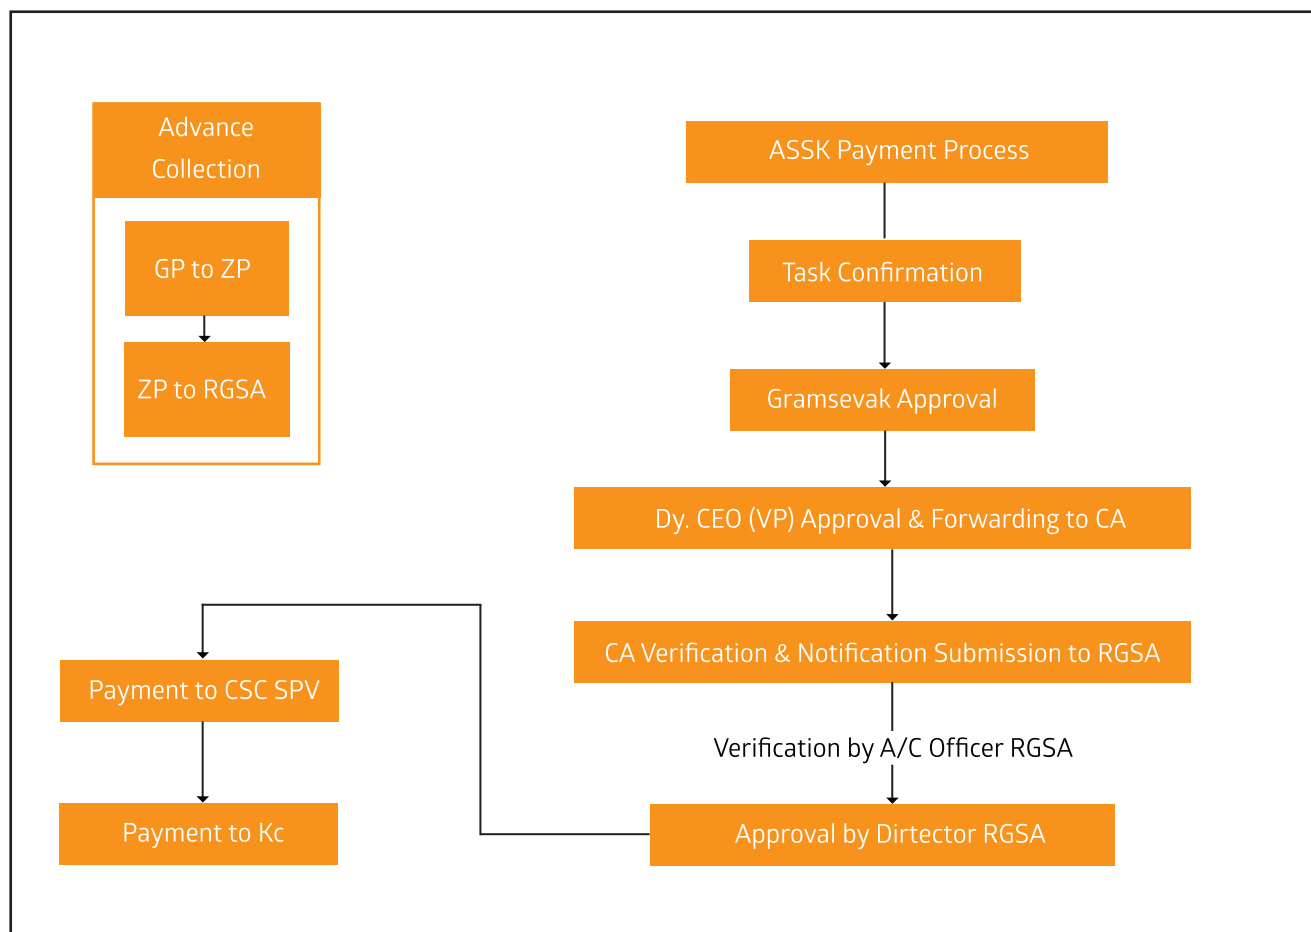 Advance
Collection
GP to ZP
ZP to RGSA
ASSK Payment Process
Task Confirmation
Gramsevak Approval
Dy. CEO (VP) Approval & Forwarding to CA
CA Verification & Notification Submission to RGSA
Verification by A/C Officer RGSA
Approval by Dirtector RGSA
Payment to CSC SPV
Payment to Kc